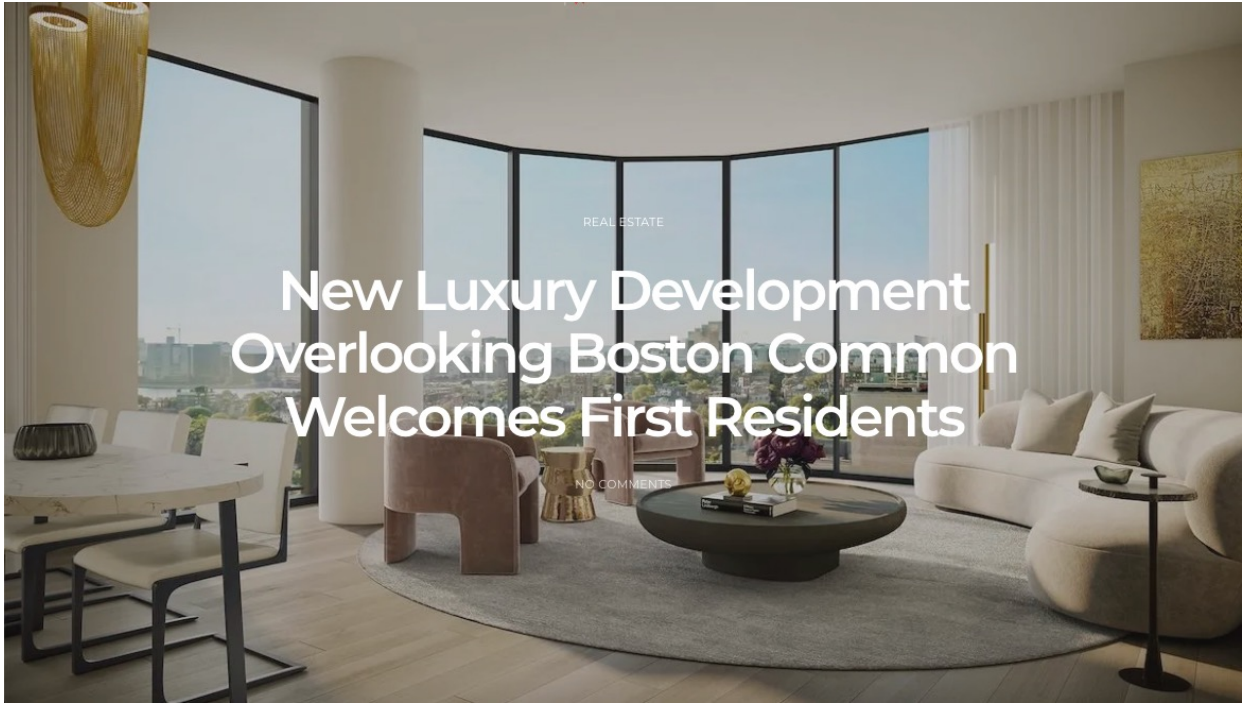 REAL ESTATE
New Luxury Development
Overlooking Boston Common
Welcomes First Residents
NO COMMENTS